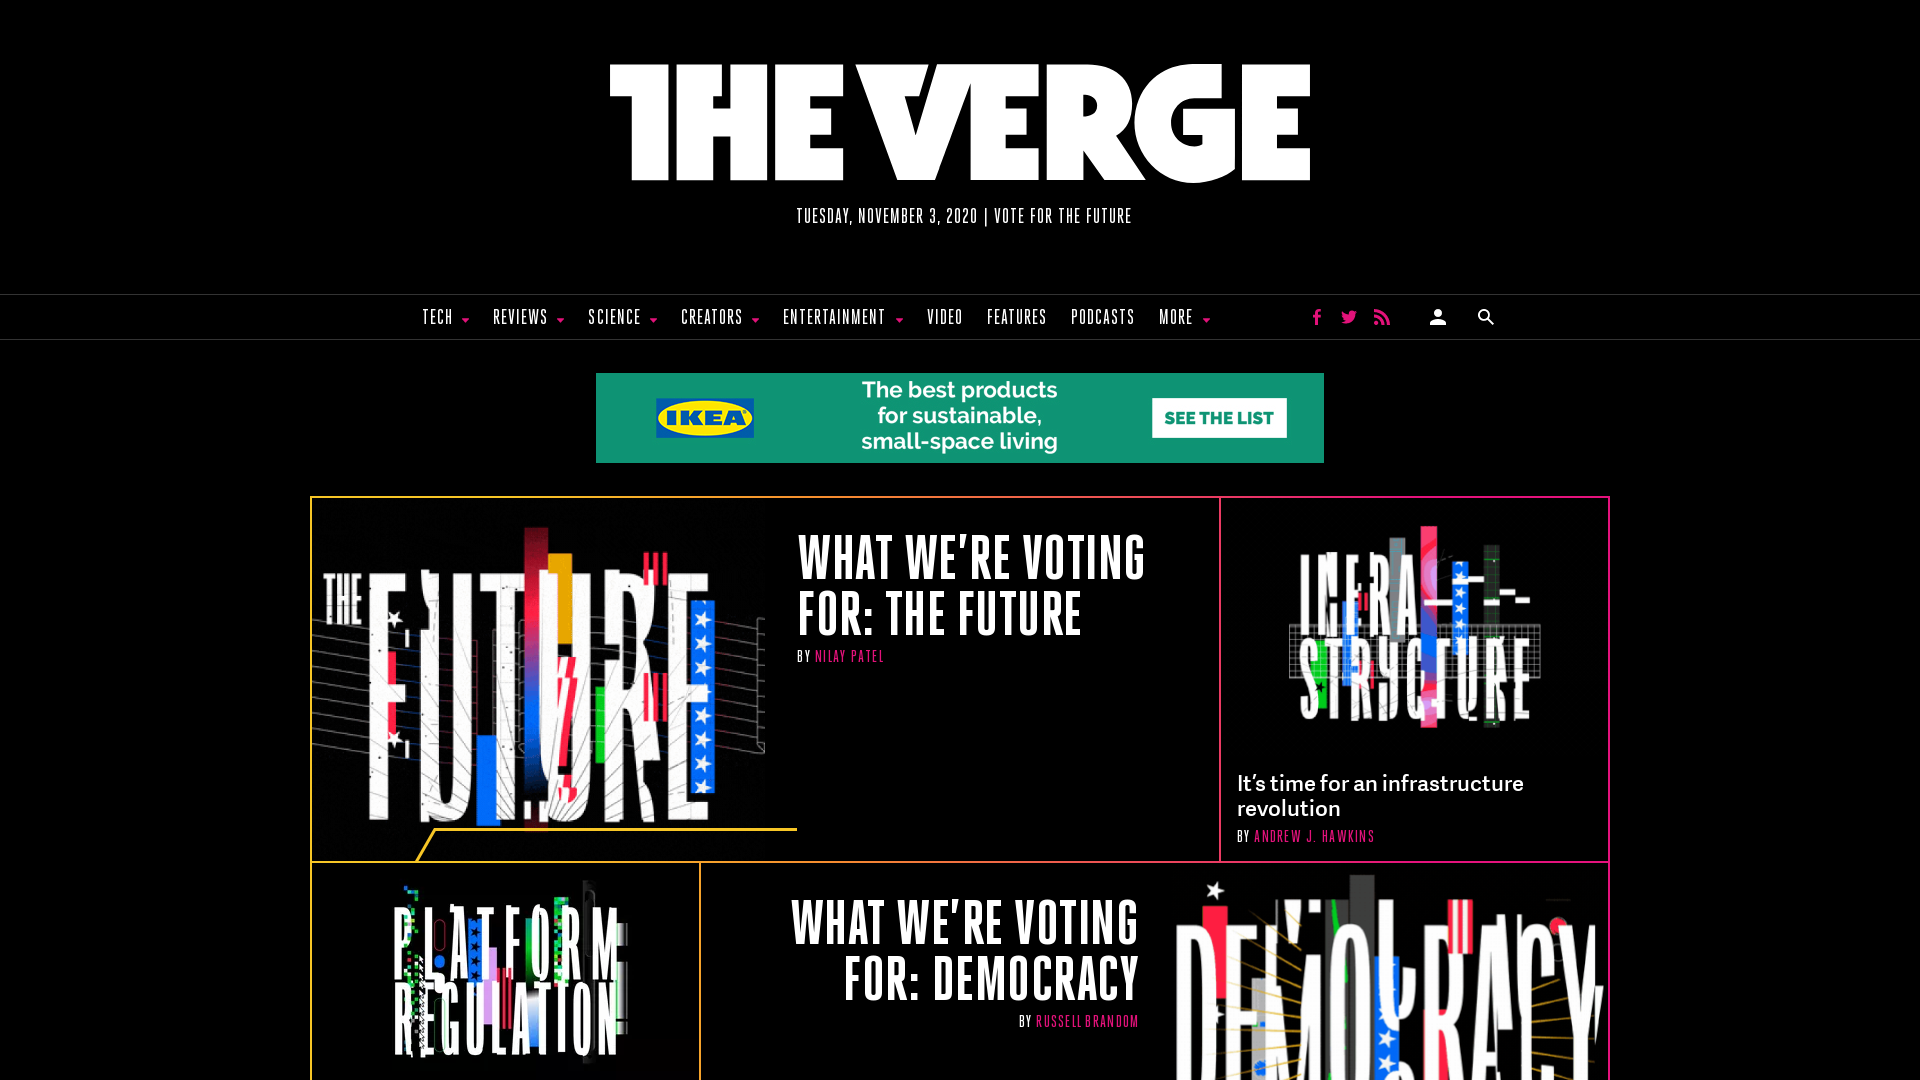 THE VERGE
TUESDAY, NOVEMBER 3, 2020 | VOTE FOR THE FUTURE
TECH REVIEWS SCIENCE CREATORS ENTERTAINMENT VIDEO FEATURES PODCASTS MORE
IKEA
The best products
for sustainable,
small-space living
SEE THE LIST
THE FUTURE
WHAT WE’RE VOTING
FOR: THE FUTURE
BY NILAY PATEL
INFRA
STRUCTURE
It’s time for an infrastructure
revolution
BY ANDREW J. HAWKINS
PLATFORM
REGULATION
WHAT WE’RE VOTING
FOR: DEMOCRACY
BY RUSSELL BRANDOM
DEMOCRACY